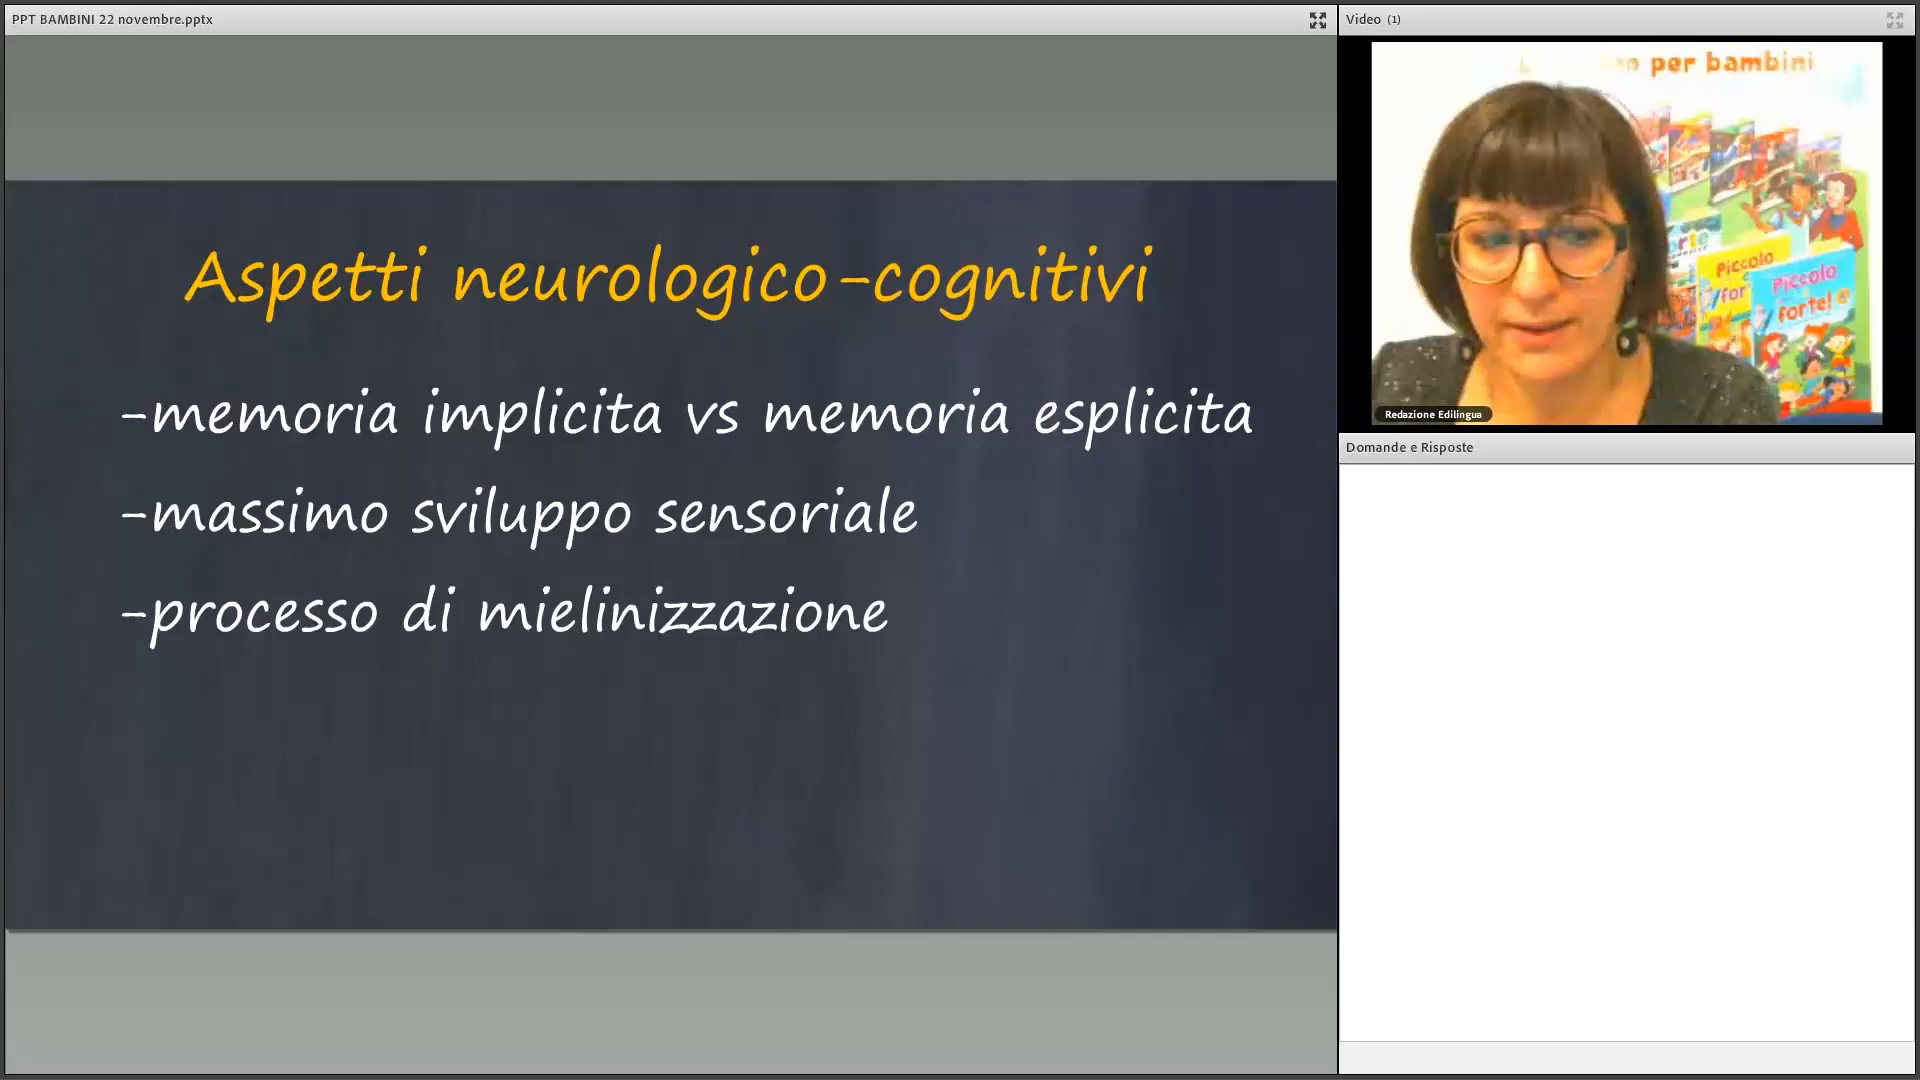 PPT BAMBINI 22 novembre.pptx
Aspetti neurologico-cognitivi
-memoria implicita vs memoria esplicita
-massimo sviluppo sensoriale
-processo di mielinizzazione
Video (1)
per bambini
Piccolo
Piccolo
forte!
Redazione Edilingua
Domande e Risposte